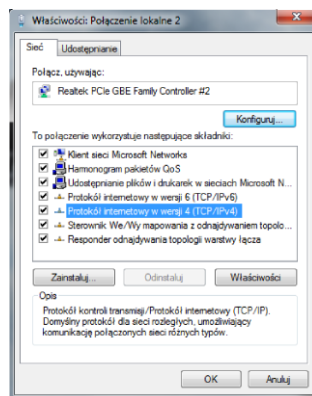 Właściwości: Połączenie lokalne 2
Sieć
Udostępnianie
Połącz, używając:
Realtek PCIe GBE Family Controller #2
Konfiguruj...
To połączenie wykorzystuje następujące składniki:
Klient sieci Microsoft Networks
Harmonogram pakietów QoS
Udostępnianie plików i drukarek w sieciach Microsoft N...
Protokół internetowy w wersji 6 (TCP/IPv6)
Protokół internetowy w wersji 4 (TCP/IPv4)
Sterownik We/Wy mapowania z odnajdywaniem topolo...
Responder odnajdywania topologii warstwy łącza
Zainstaluj...
Odinstaluj
Właściwości
Opis
Protokół kontroli transmisji/Protokół internetowy (TCP/IP).
Domyślny protokół dla sieci rozległych, umożliwiający
komunikację połączonych sieci różnych typów.
OK
Anuluj